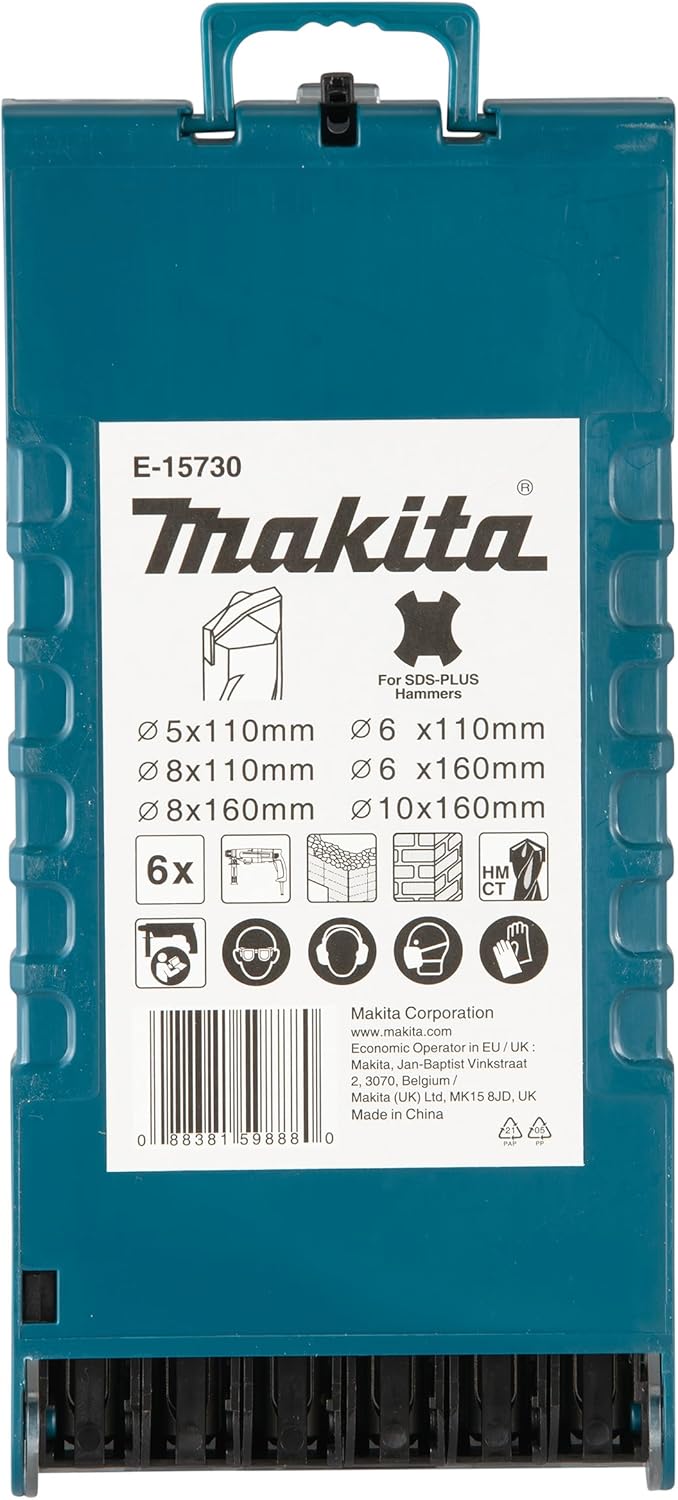 E-15730
makita®
For SDS-PLUS
Hammers
⌀5x110mm ⌀6 x110mm
⌀8x110mm ⌀6 x160mm
⌀8x160mm ⌀10x160mm
6x
HM
CT
Makita Corporation
www.makita.com
Economic Operator in EU / UK :
Makita, Jan-Baptist Vinkstraat
2, 3070, Belgium /
Makita (UK) Ltd, MK15 8JD, UK
Made in China
0 88381 59888 0
21 05
PAP PP